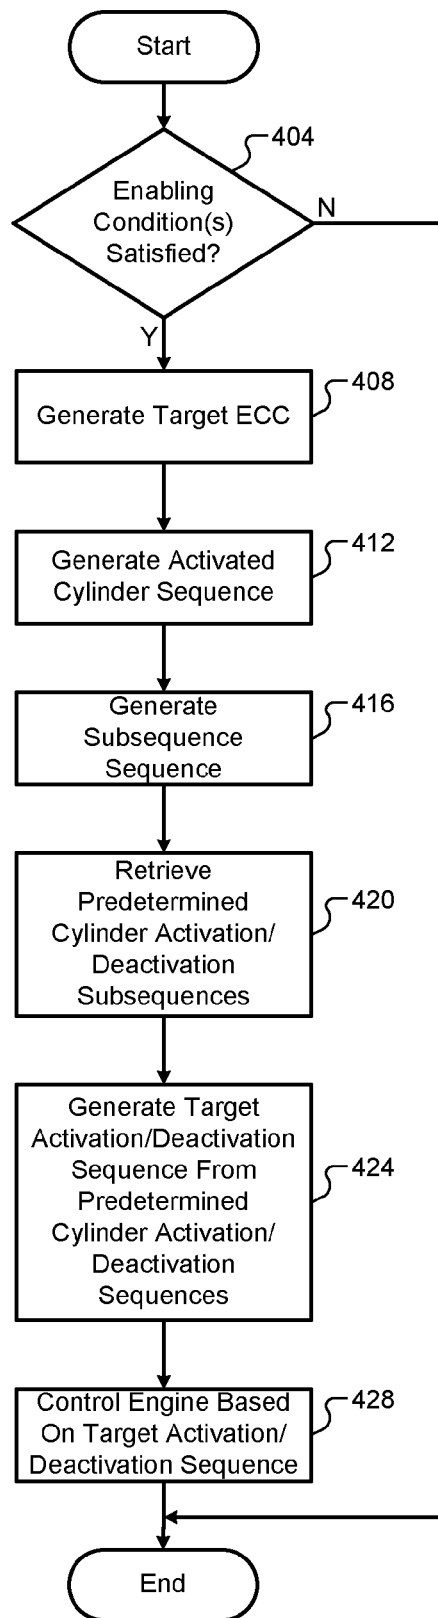 Start
404
Enabling
Condition(s)
Satisfied?
N
Y
408
Generate Target ECC
412
Generate Activated
Cylinder Sequence
416
Generate
Subsequence
Sequence
Retrieve
Predetermined
420
Cylinder Activation/
Deactivation
Subsequences
Generate Target
Activation/Deactivation
Sequence From
424
Predetermined
Cylinder Activation/
Deactivation
Sequences
428
Control Engine Based
On Target Activation/
Deactivation Sequence
End